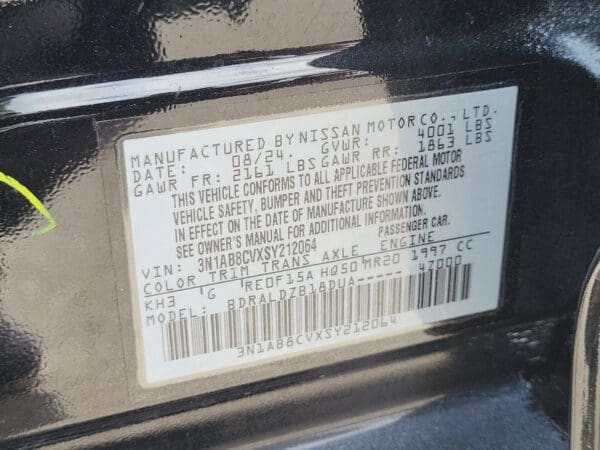 MANUFACTURED BY NISSAN MOTOR CO., LTD.
DATE: 08/24. GVWR: 4001 LBS
GAWR FR: 2161 LBS GAWR RR: 1863 LBS
THIS VEHICLE CONFORMS TO ALL APPLICABLE FEDERAL MOTOR
VEHICLE SAFETY, BUMPER AND THEFT PREVENTION STANDARDS
IN EFFECT ON THE DATE OF MANUFACTURE SHOWN ABOVE.
SEE OWNER'S MANUAL FOR ADDITIONAL INFORMATION.
VIN: 3N1AB8CVXSY212064 PASSENGER CAR.
COLOR TRIM TRANS AXLE ENGINE
KH3 G RE0F15A HQ50 MR20 1997 CC
MODEL: BDRALDZB18DUA----- 47000
3N1AB8CVXSY212064